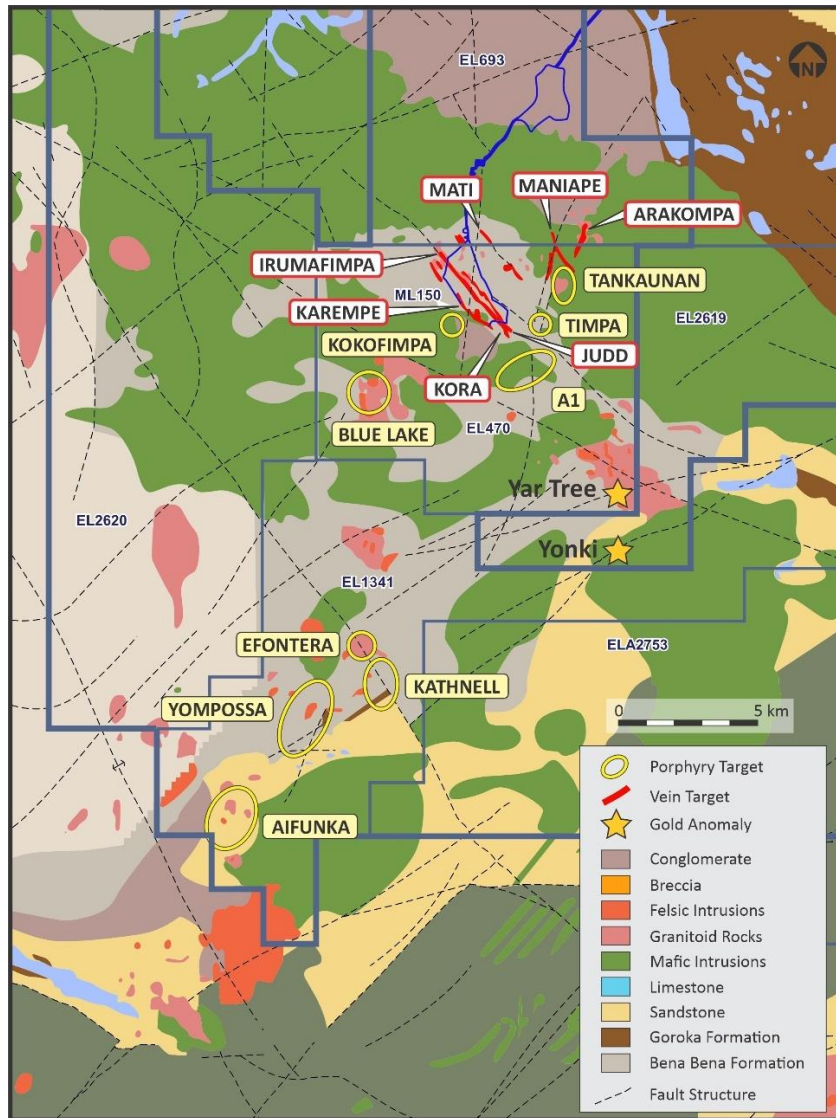 N
EL693
MATI
MANIAPE
ARAKOMPA
IRUMAFIMPA
TANKAUNAN
ML150
KAREMPE
TIMPA
EL2619
KOKOFIMPA
JUDD
KORA
A1
BLUE LAKE
EL470
Yar Tree
EL2620
Yonki
EL1341
EFONTERA
ELA2753
KATHNELL
YOMPOSSA
0 5 km
AIFUNKA
Porphyry Target
Vein Target
Gold Anomaly
Conglomerate
Breccia
Felsic Intrusions
Granitoid Rocks
Mafic Intrusions
Limestone
Sandstone
Goroka Formation
Bena Bena Formation
Fault Structure